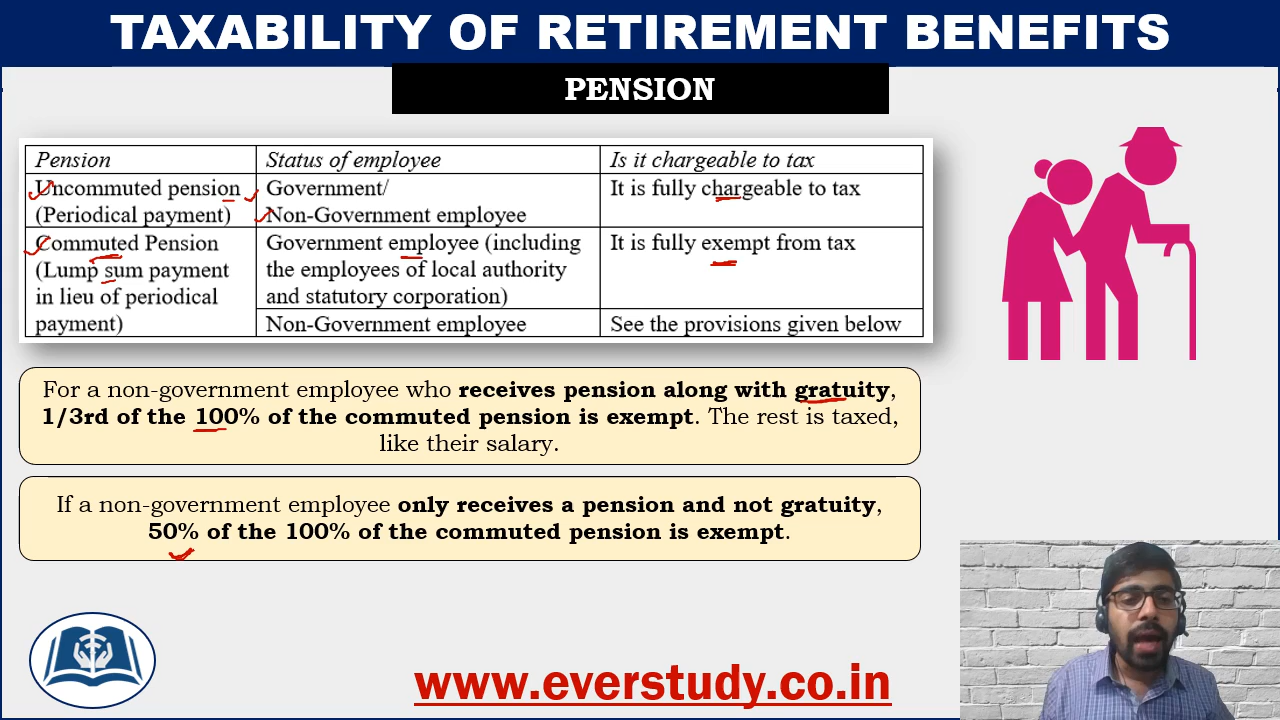 TAXABILITY OF RETIREMENT BENEFITS
PENSION
Pension Status of employee Is it chargeable to tax
Uncommuted pension Government/ It is fully chargeable to tax
(Periodical payment) Non-Government employee
Commuted Pension Government employee (including It is fully exempt from tax
(Lump sum payment the employees of local authority
in lieu of periodical and statutory corporation)
payment) Non-Government employee See the provisions given below
For a non-government employee who receives pension along with gratuity,
1/3rd of the 100% of the commuted pension is exempt. The rest is taxed,
like their salary.
If a non-government employee only receives a pension and not gratuity,
50% of the 100% of the commuted pension is exempt.
www.everstudy.co.in